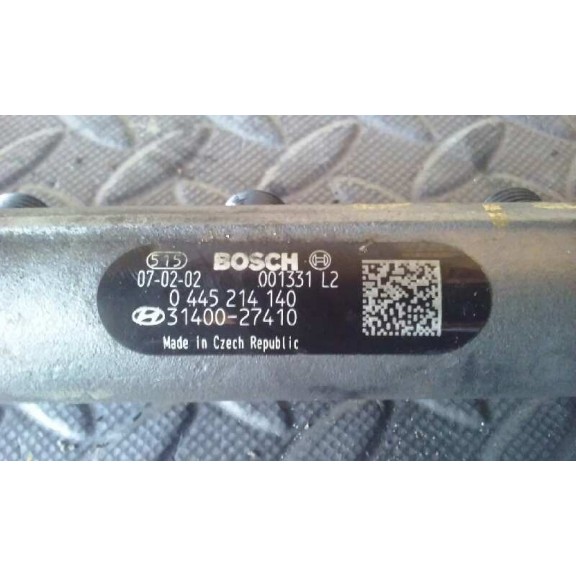 515 BOSCH
07-02-02 001331 L2
0 445 214 140
31400-27410
Made in Czech Republic